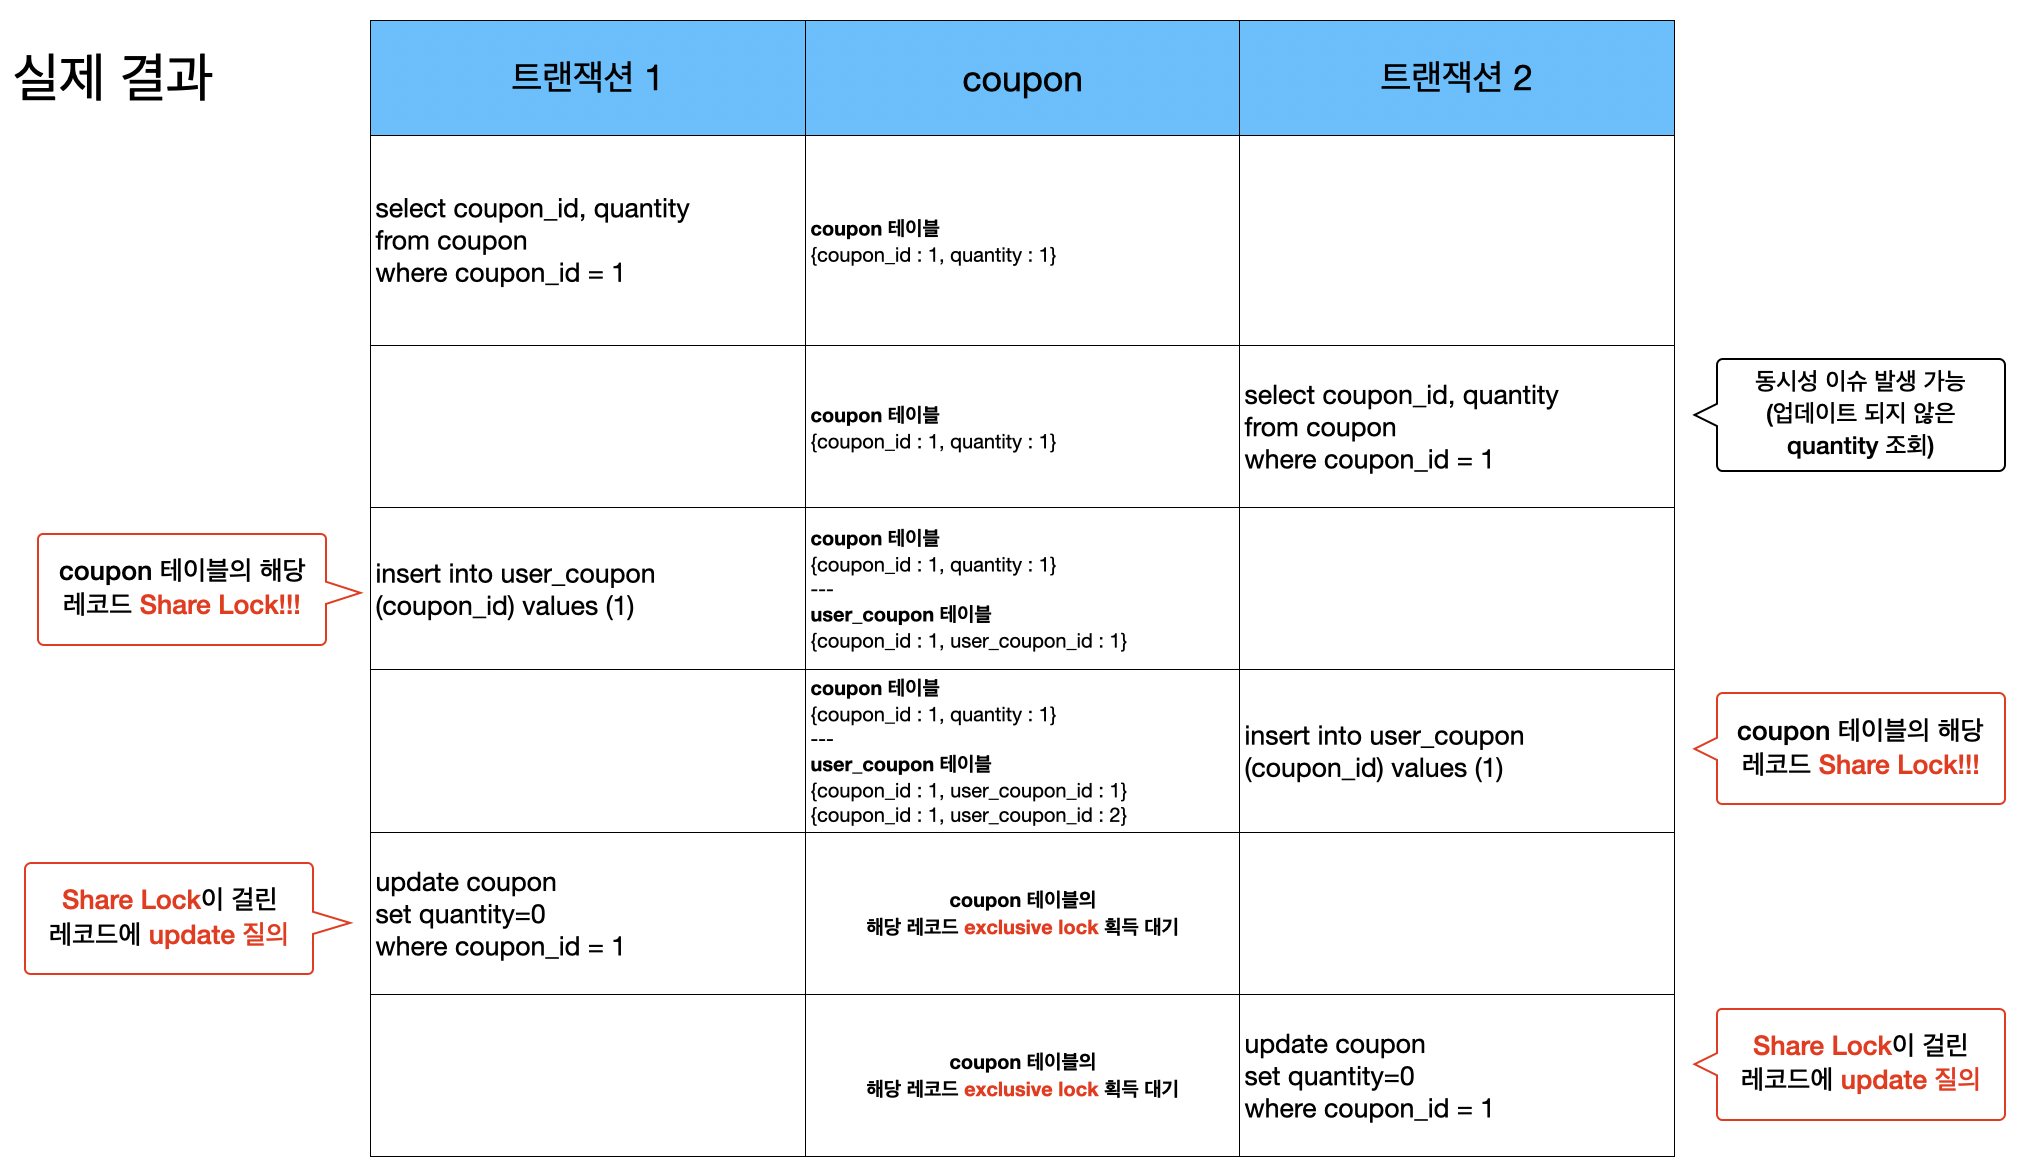 실제 결과
트랜잭션 1
coupon
트랜잭션 2
select coupon_id, quantity
from coupon
where coupon_id = 1
coupon 테이블
{coupon_id : 1, quantity : 1}
coupon 테이블
{coupon_id : 1, quantity : 1}
select coupon_id, quantity
from coupon
where coupon_id = 1
동시성 이슈 발생 가능
(업데이트 되지 않은
quantity 조회)
coupon 테이블의 해당
레코드 Share Lock!!!
insert into user_coupon
(coupon_id) values (1)
coupon 테이블
{coupon_id : 1, quantity : 1}
---
user_coupon 테이블
{coupon_id : 1, user_coupon_id : 1}
coupon 테이블
{coupon_id : 1, quantity : 1}
---
user_coupon 테이블
{coupon_id : 1, user_coupon_id : 1}
{coupon_id : 1, user_coupon_id : 2}
insert into user_coupon
(coupon_id) values (1)
coupon 테이블의 해당
레코드 Share Lock!!!
Share Lock이 걸린
레코드에 update 질의
update coupon
set quantity=0
where coupon_id = 1
coupon 테이블의
해당 레코드 exclusive lock 획득 대기
coupon 테이블의
해당 레코드 exclusive lock 획득 대기
update coupon
set quantity=0
where coupon_id = 1
Share Lock이 걸린
레코드에 update 질의